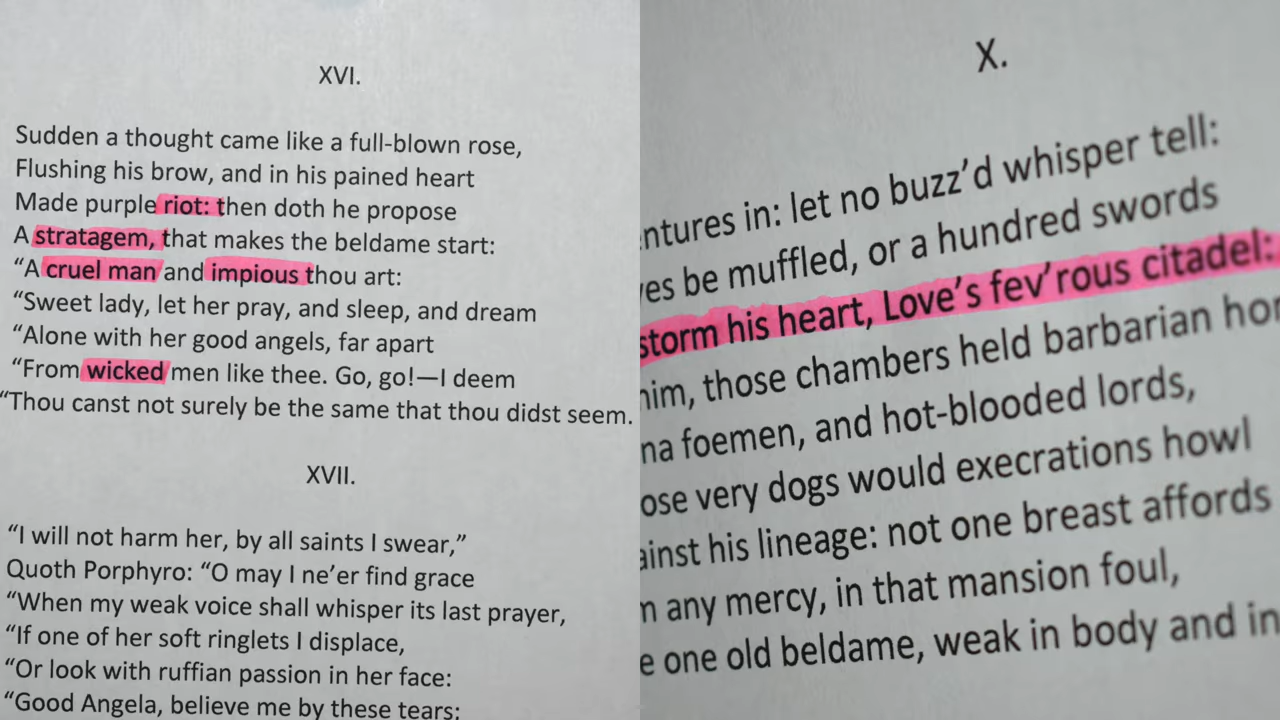 XVI.
Sudden a thought came like a full-blown rose,
Flushing his brow, and in his pained heart
Made purple riot: then doth he propose
A stratagem, that makes the beldame start:
“A cruel man and impious thou art:
“Sweet lady, let her pray, and sleep, and dream
“Alone with her good angels, far apart
“From wicked men like thee. Go, go!—I deem
“Thou canst not surely be the same that thou didst seem.
XVII.
“I will not harm her, by all saints I swear,”
Quoth Porphyro: “O may I ne’er find grace
“When my weak voice shall whisper its last prayer,
“If one of her soft ringlets I displace,
“Or look with ruffian passion in her face:
“Good Angela, believe me by these tears:
X.
ntures in: let no buzz’d whisper tell:
es be muffled, or a hundred swords
storm his heart, Love’s fev’rous citadel:
him, those chambers held barbarian hor
na foemen, and hot-blooded lords,
ose very dogs would execrations howl
ainst his lineage: not one breast affords
any mercy, in that mansion foul,
e one old beldame, weak in body and in